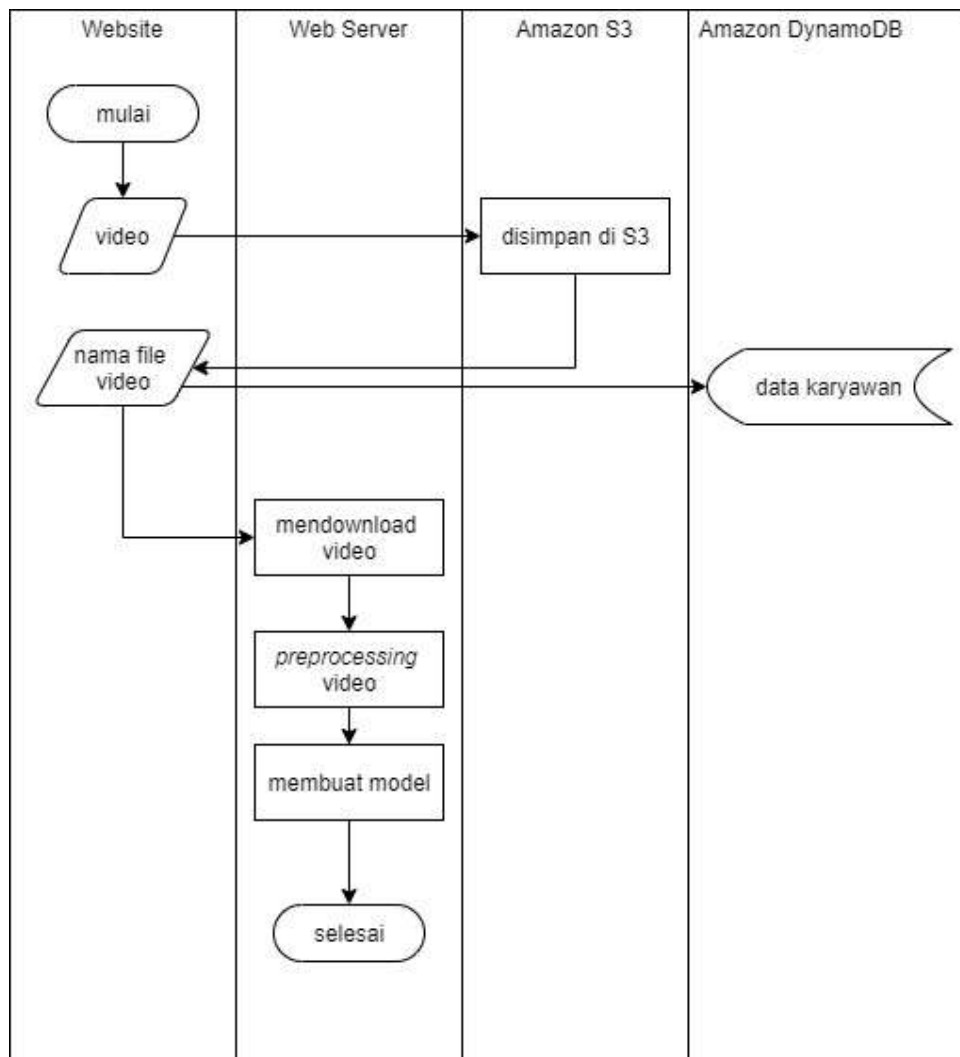 Website
Web Server
Amazon S3
Amazon DynamoDB
mulai
video
disimpan di S3
nama file
video
data karyawan
mendownload
video
preprocessing
video
membuat model
selesai